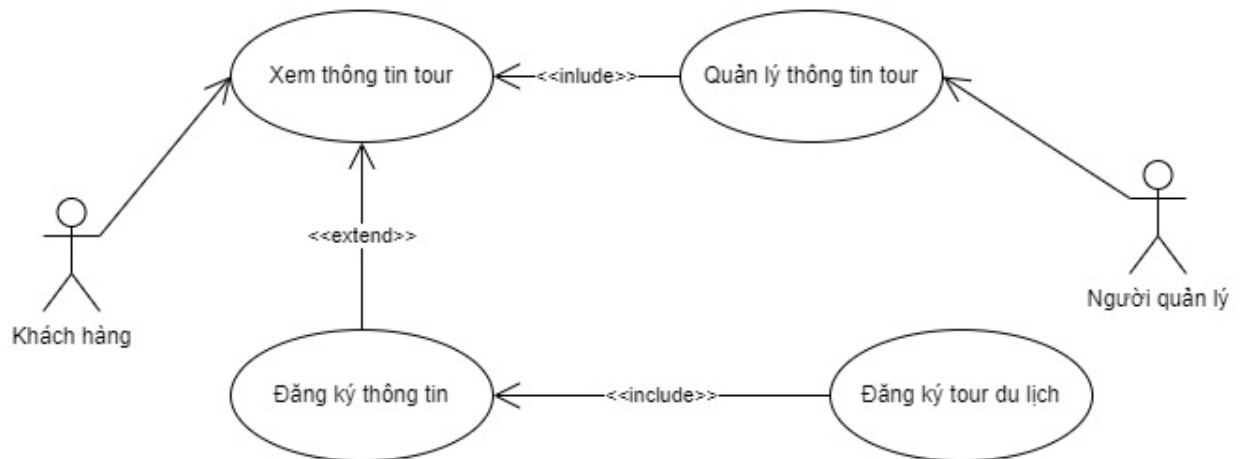 Xem thông tin tour
<<inlude>>
Quản lý thông tin tour
<<extend>>
Khách hàng
Người quản lý
Đăng ký thông tin
<<include>>
Đăng ký tour du lịch